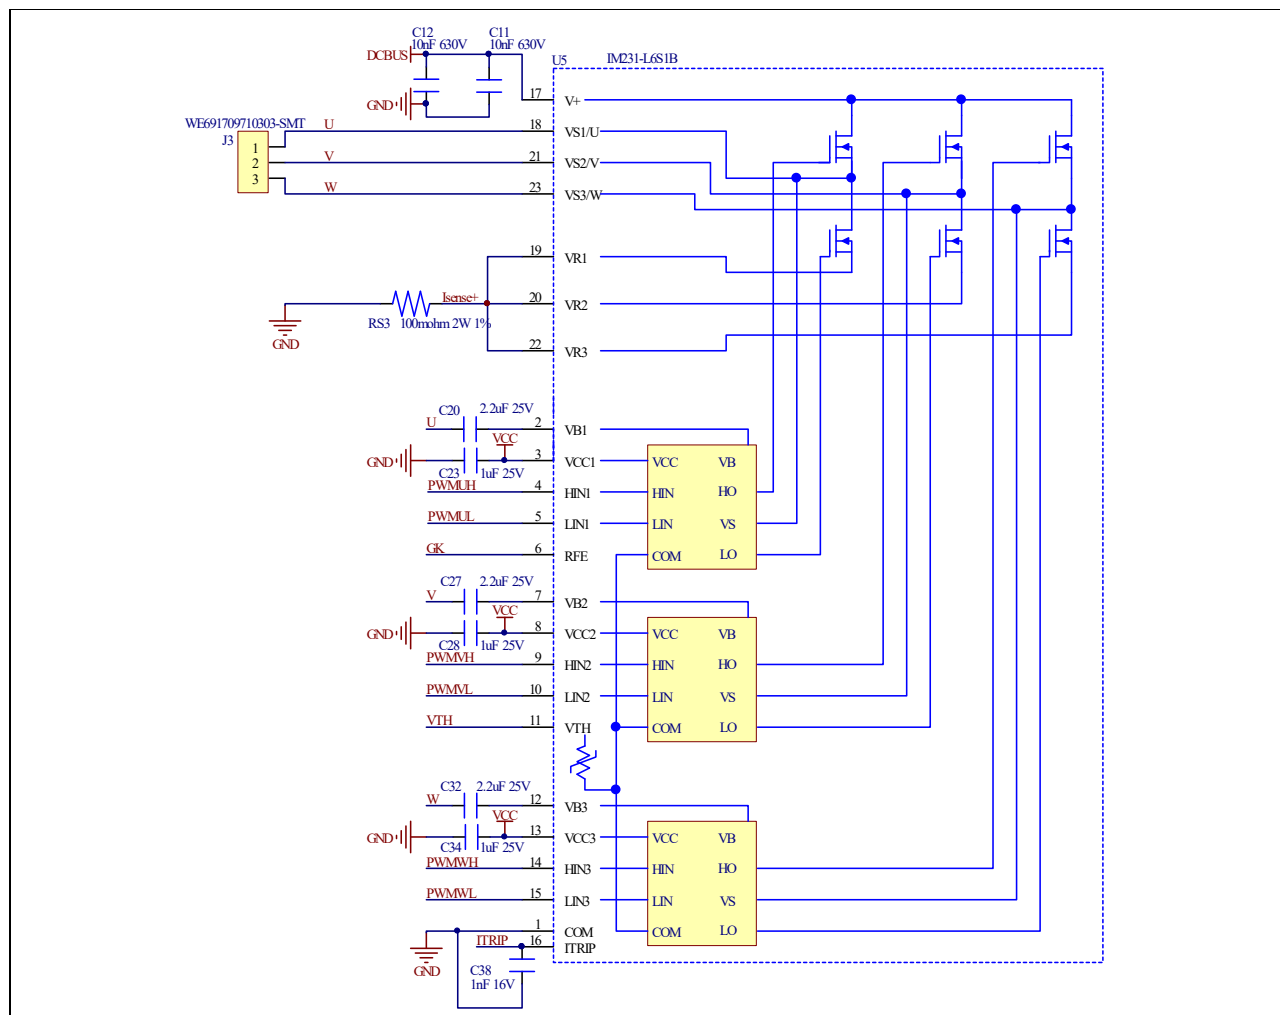 C12
10nF 630V
C11
10nF 630V
DCBUS
GND
U5
IM231-L6S1B
17
V+
WE691709710303-SMT
J3
1
2
3
U
V
W
18
VS1/U
21
VS2/V
23
VS3/W
19
VR1
Isense+
20
VR2
RS3
100mohm 2W 1%
GND
22
VR3
C20
2.2uF 25V
U
2
VB1
VCC
GND
3
VCC1
C23
1uF 25V
PWMUH
4
HIN1
PWMUL
5
LIN1
GK
6
RFE
VCC
VB
HIN
HO
LIN
VS
COM
LO
C27
2.2uF 25V
V
7
VB2
VCC
GND
8
VCC2
C28
1uF 25V
PWMVH
9
HIN2
PWMVL
10
LIN2
VTH
11
VTH
VCC
VB
HIN
HO
LIN
VS
COM
LO
C32
2.2uF 25V
W
12
VB3
VCC
GND
13
VCC3
C34
1uF 25V
PWMWH
14
HIN3
PWMWL
15
LIN3
VCC
VB
HIN
HO
LIN
VS
COM
LO
1
COM
ITRIP
16
ITRIP
GND
C38
1nF 16V